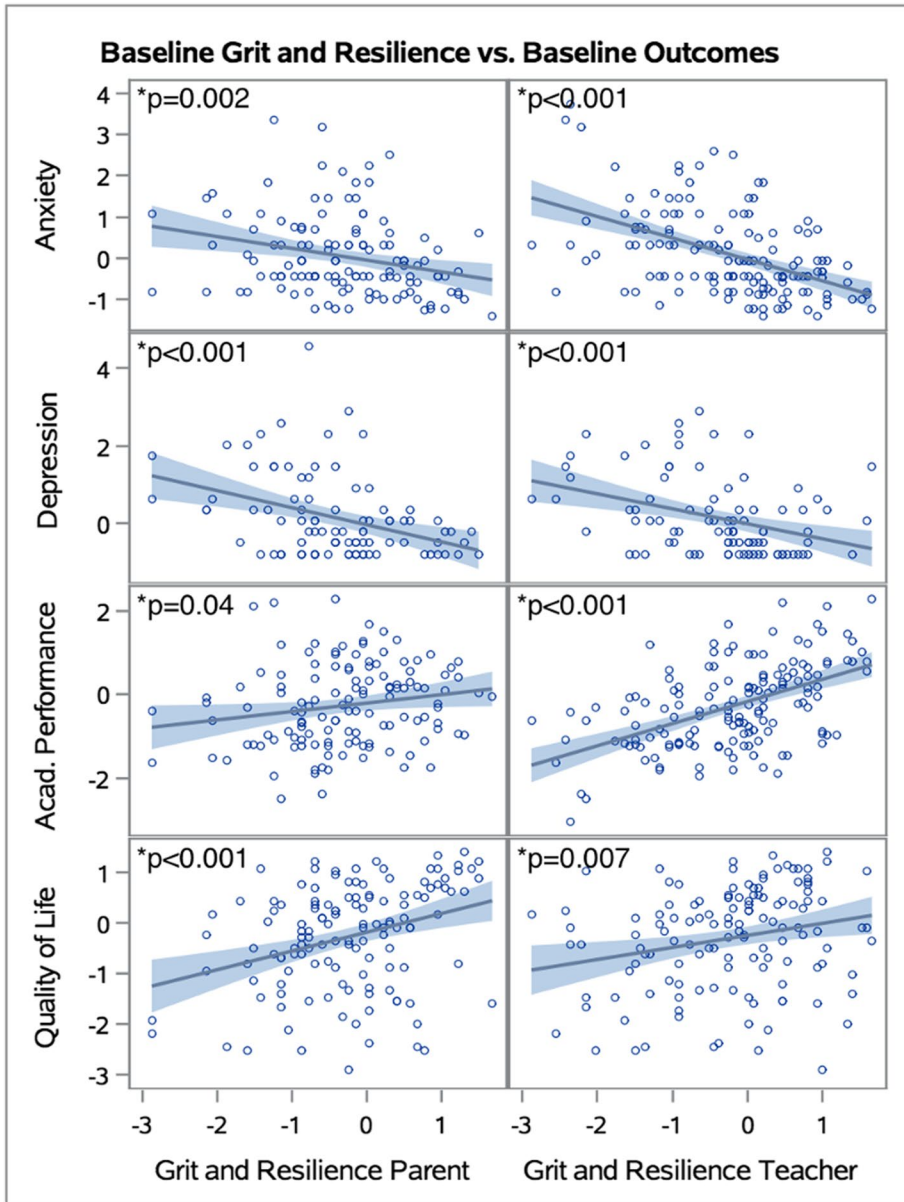 Baseline Grit and Resilience vs. Baseline Outcomes
*p=0.002
*p<0.001
4
3
2
1
0
-1
Anxiety
*p<0.001
*p<0.001
4
2
0
Depression
*p=0.04
*p<0.001
2
0
-2
Acad. Performance
*p<0.001
*p=0.007
1
0
-1
-2
-3
Quality of Life
-3 -2 -1 0 1
-3 -2 -1 0 1
Grit and Resilience Parent
Grit and Resilience Teacher